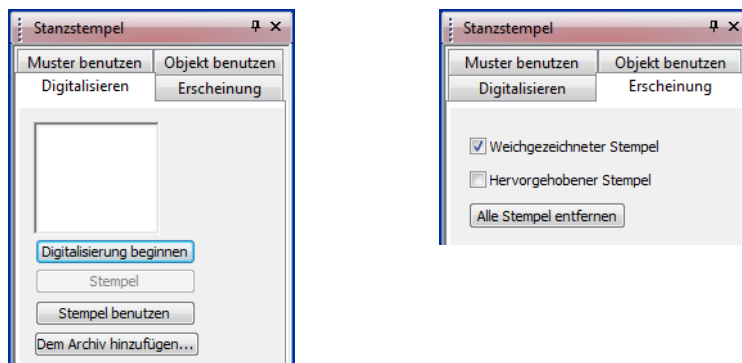 Stanzstempel
Muster benutzen Objekt benutzen
Digitalisieren Erscheinung
Digitalisierung beginnen
Stempel
Stempel benutzen
Dem Archiv hinzufügen...
Stanzstempel
Muster benutzen Objekt benutzen
Digitalisieren Erscheinung
Weichgezeichneter Stempel
Hervorgehobener Stempel
Alle Stempel entfernen